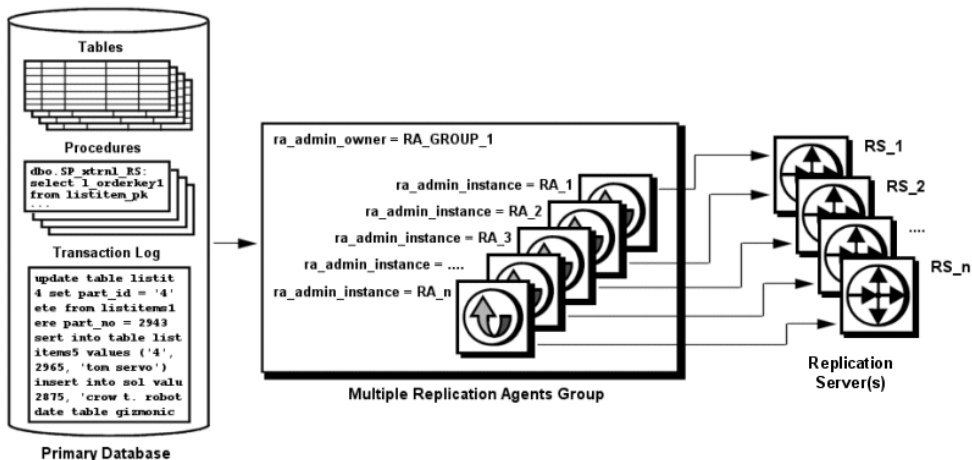 Tables
Procedures
dbo.SP_xtrnl_RS:
select l_orderkey1
from listitem_pk
...
Transaction Log
update table listit
4 set part_id = '4'
ete from listitems1
ere part_no = 2943
sert into table list
items5 values ('4',
2965, 'tom servo')
insert into sol valu
2875, 'crow t. robot
date table gizmonic
Primary Database
ra_admin_owner = RA_GROUP_1
ra_admin_instance = RA_1
ra_admin_instance = RA_2
ra_admin_instance = RA_3
ra_admin_instance = ....
ra_admin_instance = RA_n
Multiple Replication Agents Group
RS_1
RS_2
....
RS_n
Replication
Server(s)